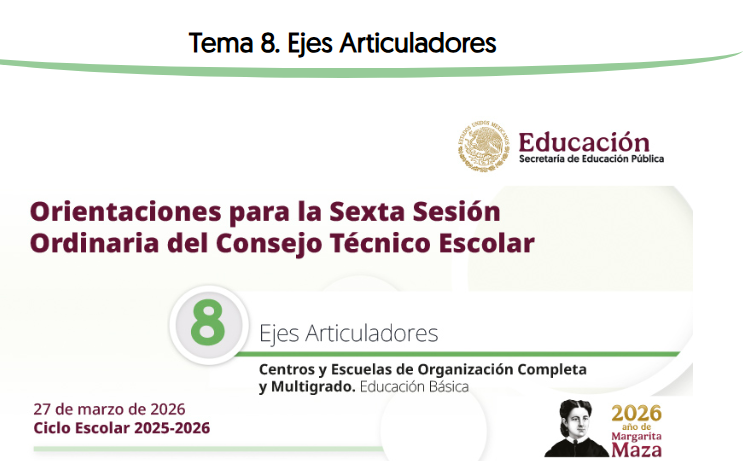 Tema 8. Ejes Articuladores
Educación
Secretaría de Educación Pública
Orientaciones para la Sexta Sesión
Ordinaria del Consejo Técnico Escolar
8
Ejes Articuladores
Centros y Escuelas de Organización Completa
y Multigrado. Educación Básica
27 de marzo de 2026
Ciclo Escolar 2025-2026
2026
año de
Margarita
Maza